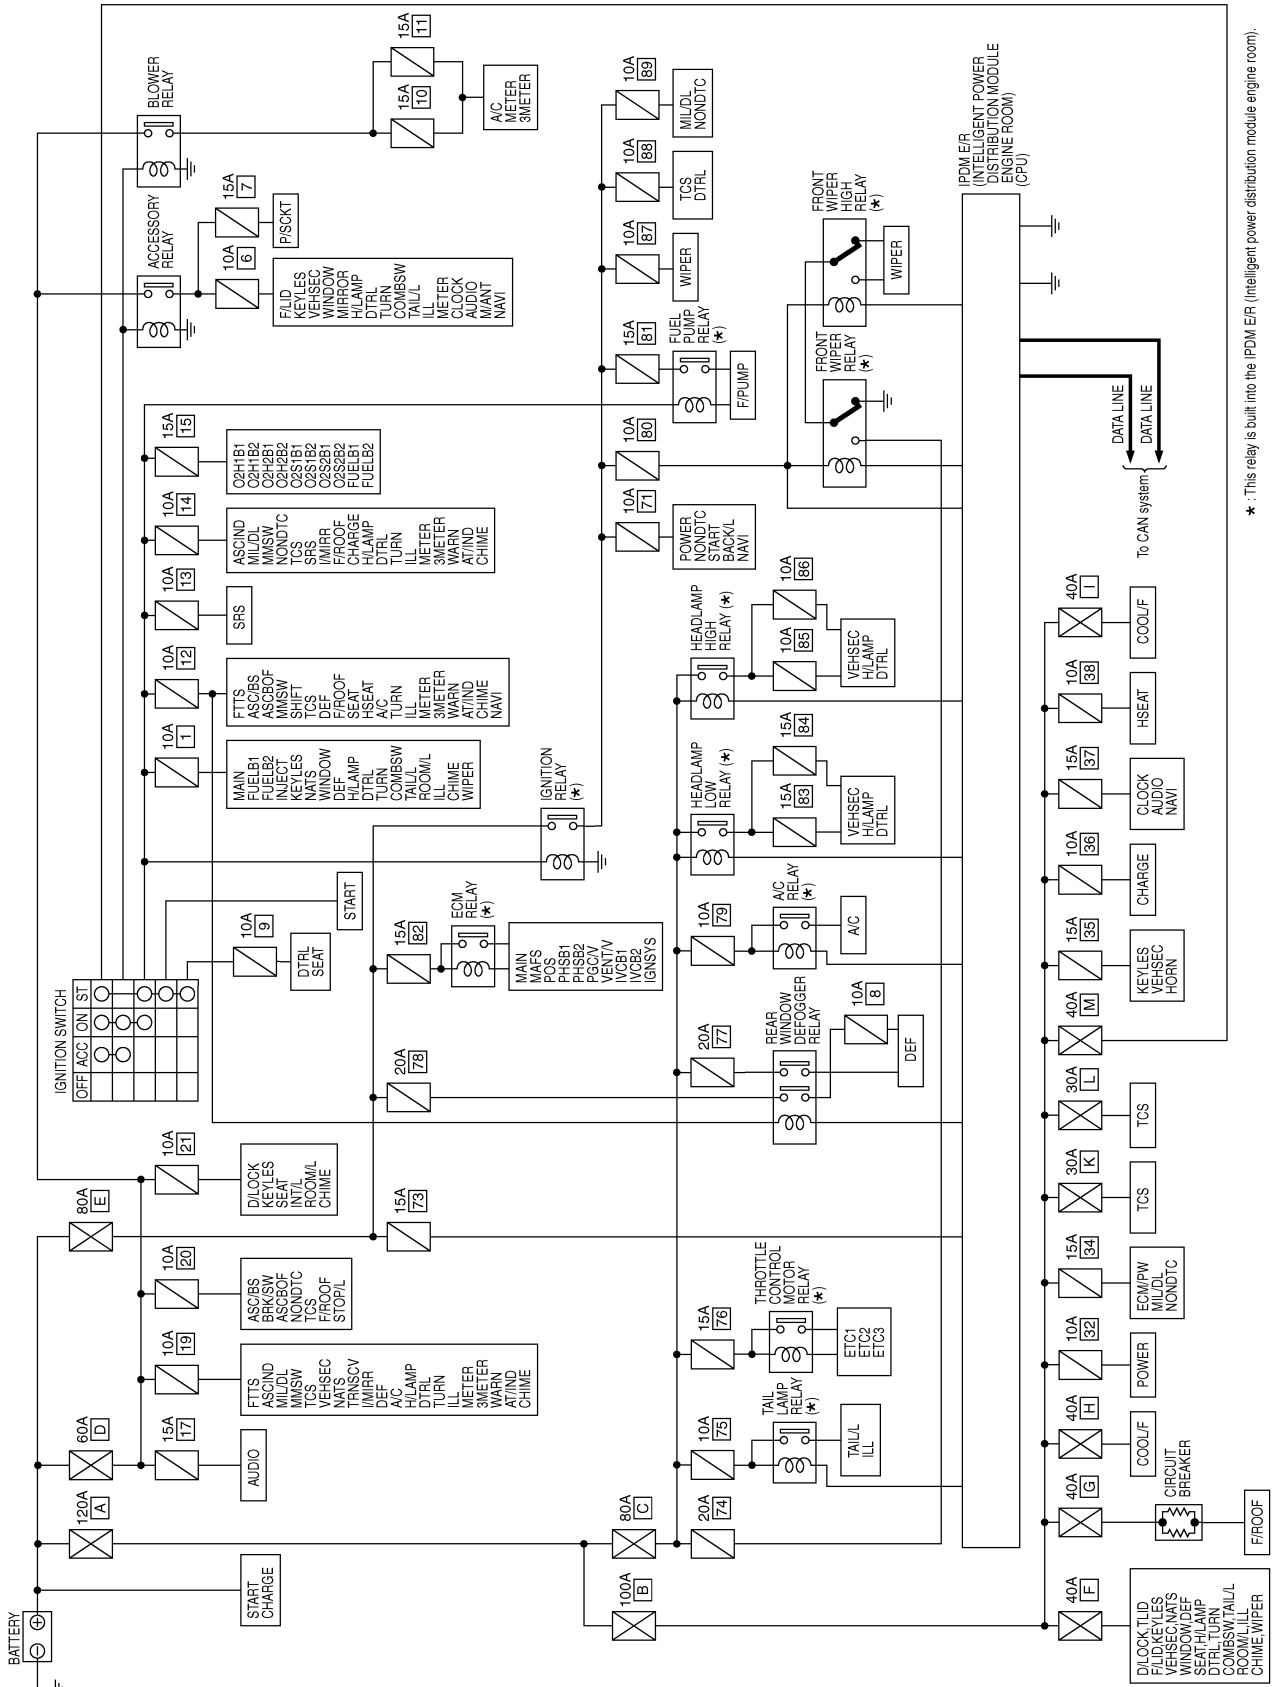 BATTERY
START
CHARGE
120A
A
60A
D
80A
E
15A
17
AUDIO
10A
19
FTTS
ASCIND
MIL/DL
MMSW
TCS
VEHSEC
NATS
TRNSCV
I/MIRR
DEF
A/C
H/LAMP
DTRL
TURN
ILL
METER
3METER
WARN
AT/IND
CHIME
10A
20
ASC/BS
BRK/SW
ASCBOF
NONDTC
TCS
F/ROOF
STOP/L
10A
21
D/LOCK
KEYLES
SEAT
INT/L
ROOM/L
CHIME
IGNITION SWITCH
OFF ACC ON ST
10A
9
DTRL
SEAT
START
10A
1
MAIN
FUELB1
FUELB2
INJECT
KEYLES
NATS
WINDOW
DEF
H/LAMP
DTRL
TURN
COMBSW
TAIL/L
ROOM/L
ILL
CHIME
WIPER
10A
12
FTTS
ASC/BS
ASCBOF
MMSW
SHIFT
TCS
DEF
F/ROOF
SEAT
HSEAT
A/C
TURN
ILL
METER
3METER
WARN
AT/IND
CHIME
NAVI
10A
13
SRS
10A
14
ASCIND
MIL/DL
MMSW
NONDTC
TCS
SRS
I/MIRR
F/ROOF
CHARGE
H/LAMP
DTRL
TURN
ILL
METER
3METER
WARN
AT/IND
CHIME
15A
15
O2H1B1
O2H1B2
O2H2B1
O2H2B2
O2S1B1
O2S1B2
O2S2B1
O2S2B2
FUELB1
FUELB2
ACCESSORY
RELAY
10A
6
F/LID
KEYLES
VEHSEC
WINDOW
MIRROR
H/LAMP
DTRL
TURN
COMBSW
TAIL/L
ILL
METER
CLOCK
AUDIO
M/ANT
NAVI
15A
7
P/SCKT
BLOWER
RELAY
15A
10
15A
11
A/C
METER
3METER
15A
73
20A
78
15A
82
ECM
RELAY
(*)
MAIN
MAFS
POS
PHSB1
PHSB2
PGC/V
VENT/V
IVCB1
IVCB2
IGNSYS
IGNITION
RELAY
(*)
10A
71
POWER
NONDTC
START
BACK/L
NAVI
10A
80
15A
81
FUEL
PUMP
RELAY
(*)
F/PUMP
10A
87
WIPER
10A
88
TCS
DTRL
10A
89
MIL/DL
NONDTC
100A
B
80A
C
20A
74
10A
75
TAIL
LAMP
RELAY
(*)
TAIL/L
ILL
15A
76
THROTTLE
CONTROL
MOTOR
RELAY
(*)
ETC1
ETC2
ETC3
20A
77
REAR
WINDOW
DEFOGGER
RELAY
10A
8
DEF
10A
79
A/C
RELAY
(*)
A/C
HEADLAMP
LOW
RELAY (*)
15A
83
15A
84
VEHSEC
H/LAMP
DTRL
HEADLAMP
HIGH
RELAY (*)
10A
85
10A
86
VEHSEC
H/LAMP
DTRL
FRONT
WIPER
RELAY
(*)
FRONT
WIPER
HIGH
RELAY
(*)
WIPER
IPDM E/R
(INTELLIGENT POWER
DISTRIBUTION MODULE
ENGINE ROOM)
(CPU)
DATA LINE
DATA LINE
To CAN system
40A
F
D/LOCK,TLID
F/LID,KEYLES
VEHSEC,NATS
WINDOW,DEF
SEAT,H/LAMP
DTRL,TURN
COMBSW,TAIL/L
ROOM/L,ILL
CHIME,WIPER
40A
G
CIRCUIT
BREAKER
F/ROOF
40A
H
COOL/F
10A
32
POWER
15A
34
ECM/PW
MIL/DL
NONDTC
30A
K
TCS
30A
L
TCS
40A
M
15A
35
KEYLES
VEHSEC
HORN
10A
36
CHARGE
15A
37
CLOCK
AUDIO
NAVI
10A
38
HSEAT
40A
I
COOL/F
* : This relay is built into the IPDM E/R (Intelligent power distribution module engine room).